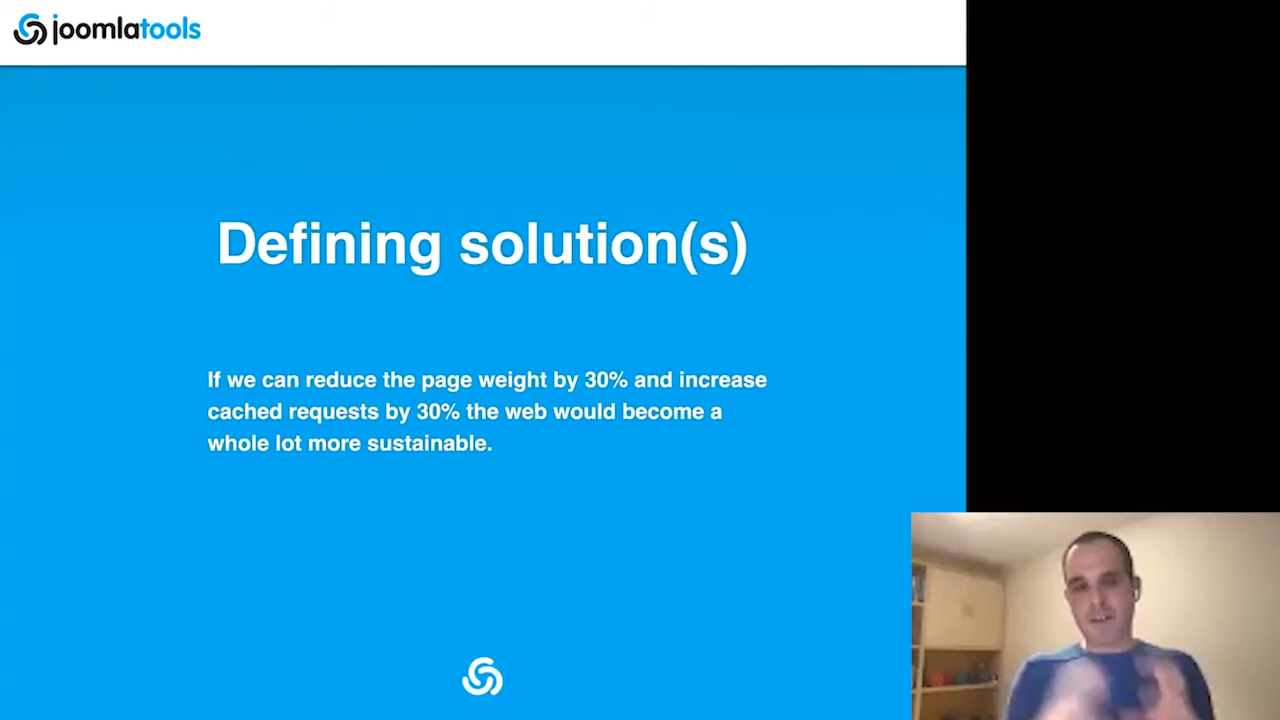 joomlatools
Defining solution(s)
If we can reduce the page weight by 30% and increase
cached requests by 30% the web would become a
whole lot more sustainable.